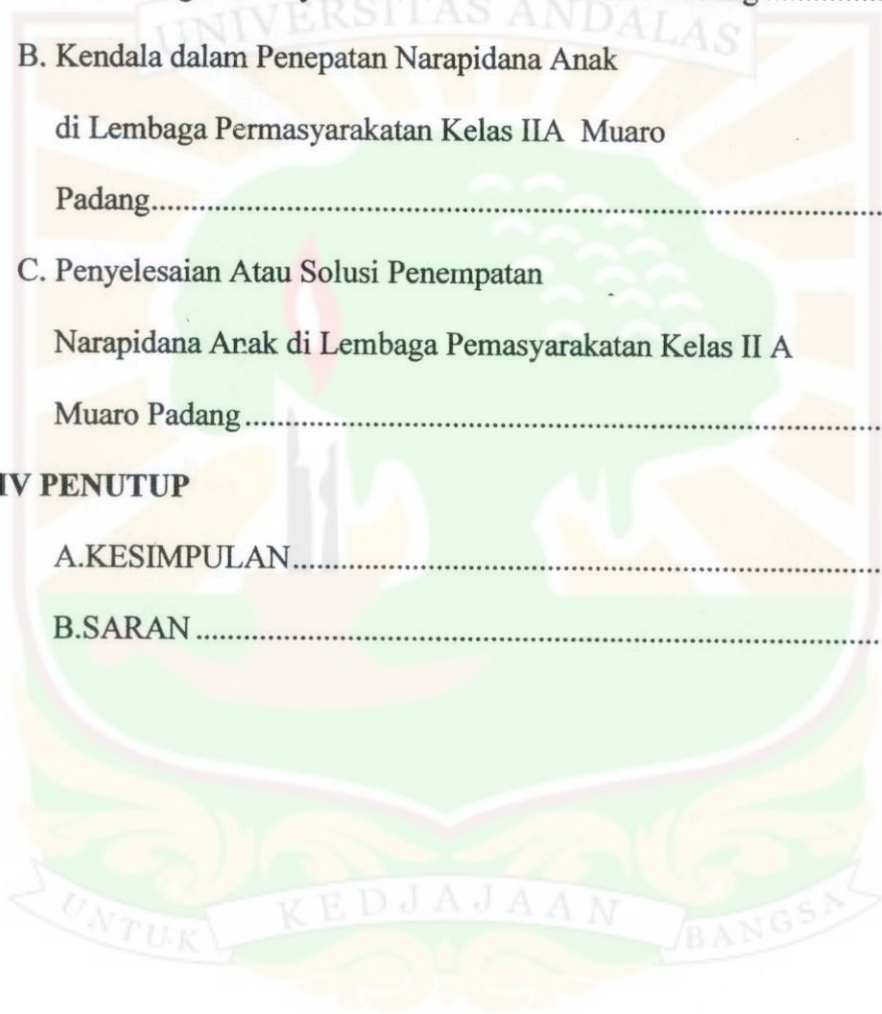 UNIVERSITAS ANDALAS
B. Kendala dalam Penepatan Narapidana Anak
di Lembaga Permasyarakatan Kelas IIA Muaro
Padang.....................................................................................
C. Penyelesaian Atau Solusi Penempatan
Narapidana Anak di Lembaga Pemasyarakatan Kelas II A
Muaro Padang.........................................................................
IV PENUTUP
A.KESIMPULAN....................................................................
B.SARAN................................................................................
UNTUK KEDJAJAAN BANGSA